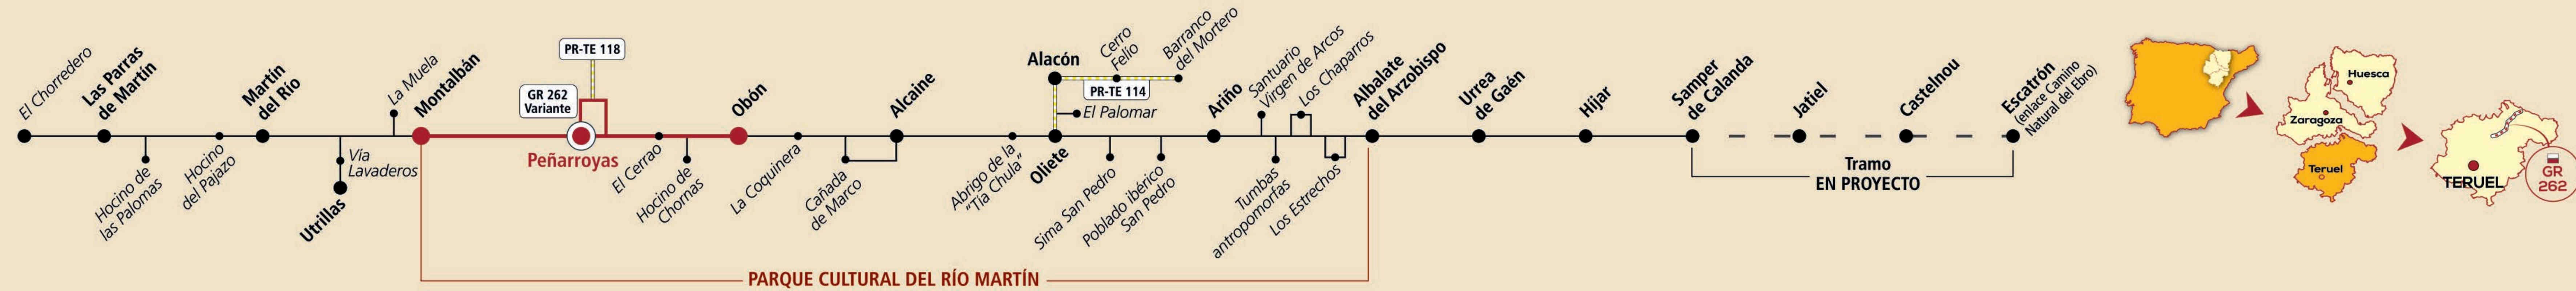 El Chorredero
Las Parras
de Martín
Hocino de
las Palomas
Hocino
del Pajazo
Martín
del Río
Vía
Lavaderos
Utrillas
La Muela
Montalbán
PR-TE 118
GR 262
Variante
Peñarroyas
El Cerrao
Hocino de
Chornas
Obón
La Coquinera
Cañada
de Marco
Alcaine
Abrigo de la
"Tía Chula"
Oliete
Alacón
Cerro
Felio
Barranco
del Mortero
PR-TE 114
El Palomar
Sima San Pedro
Poblado ibérico
San Pedro
Ariño
Santuario
Virgen de Arcos
Tumbas
antropomorfas
Los Chaparros
Los Estrechos
Albalate
del Arzobispo
PARQUE CULTURAL DEL RÍO MARTÍN
Urrea
de Gaén
Híjar
Samper
de Calanda
Jatiel
Castelnou
Escatrón
(enlace Camino
Natural del Ebro)
Tramo
EN PROYECTO
Huesca
Zaragoza
Teruel
TERUEL
GR
262